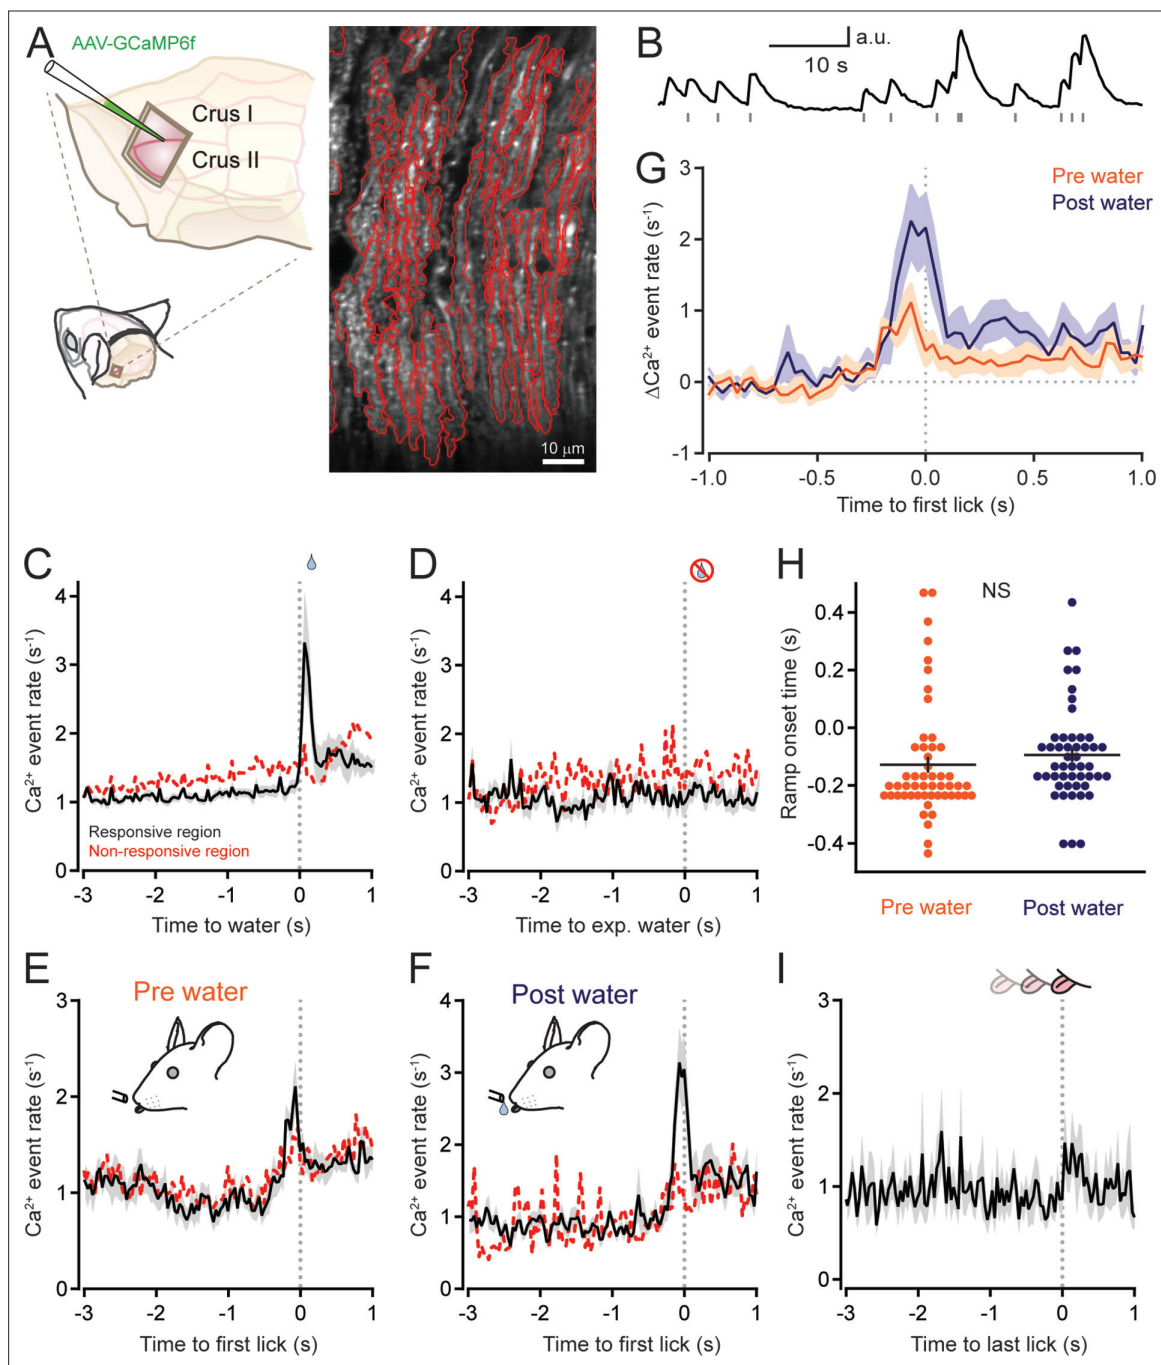 A
AAV-GCaMP6f
Crus I
Crus II
10 µm
B
a.u.
10 s
G
Pre water
Post water
ΔCa²⁺ event rate (s⁻¹)
3
2
1
0
-1
-1.0
-0.5
0.0
0.5
1.0
Time to first lick (s)
C
Ca²⁺ event rate (s⁻¹)
4
3
2
1
0
Responsive region
Non-responsive region
-3
-2
-1
0
1
Time to water (s)
D
Ca²⁺ event rate (s⁻¹)
4
3
2
1
0
-3
-2
-1
0
1
Time to exp. water (s)
H
NS
Ramp onset time (s)
0.4
0.2
0.0
-0.2
-0.4
Pre water
Post water
E
Pre water
Ca²⁺ event rate (s⁻¹)
3
2
1
0
-3
-2
-1
0
1
Time to first lick (s)
F
Post water
Ca²⁺ event rate (s⁻¹)
4
3
2
1
0
-3
-2
-1
0
1
Time to first lick (s)
I
Ca²⁺ event rate (s⁻¹)
3
2
1
0
-3
-2
-1
0
1
Time to last lick (s)